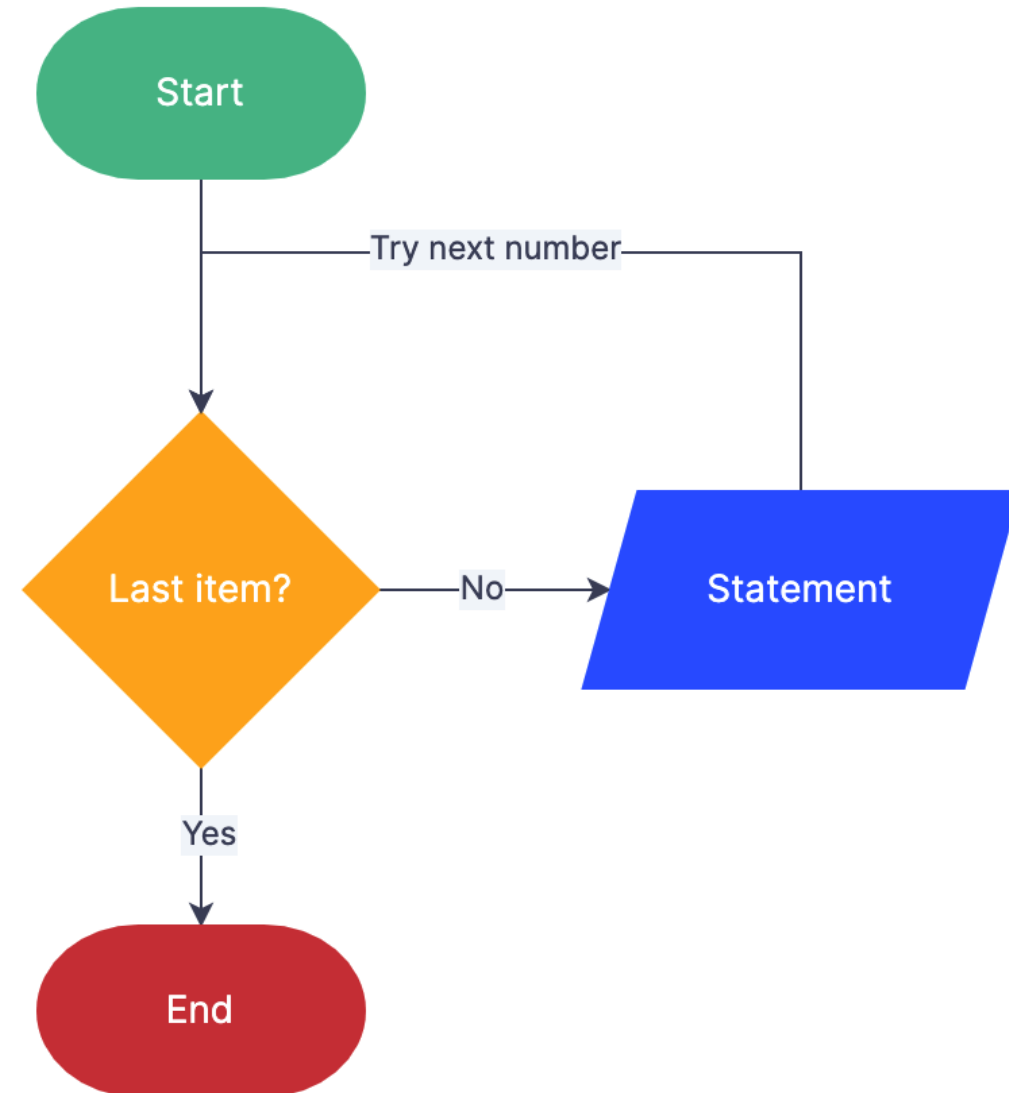 Start
Try next number
Last item?
No
Statement
Yes
End